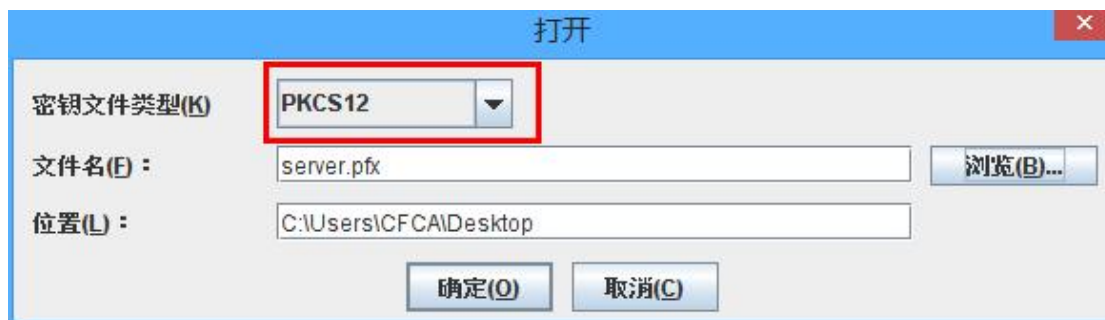 打开
密钥文件类型(K) PKCS12
文件名(F)： server.pfx 浏览(B)...
位置(L)： C:\Users\CFCA\Desktop
确定(O) 取消(C)